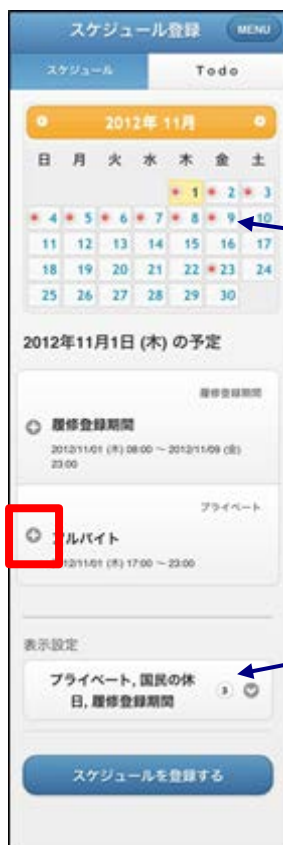 スケジュール登録 MENU
スケジュール Todo
2012年 11月
日 月 火 水 木 金 土
1 2 3
4 5 6 7 8 9 10
11 12 13 14 15 16 17
18 19 20 21 22 23 24
25 26 27 28 29 30
2012年11月1日 (木) の予定
履修登録期間
履修登録期間
2012/11/01 (木) 08:00 ~ 2012/11/09 (金)
23:00
プライベート
ルバイト
12/11/01 (木) 17:00 ~ 23:00
表示設定
プライベート, 国民の休
日, 履修登録期間
3
スケジュールを登録する